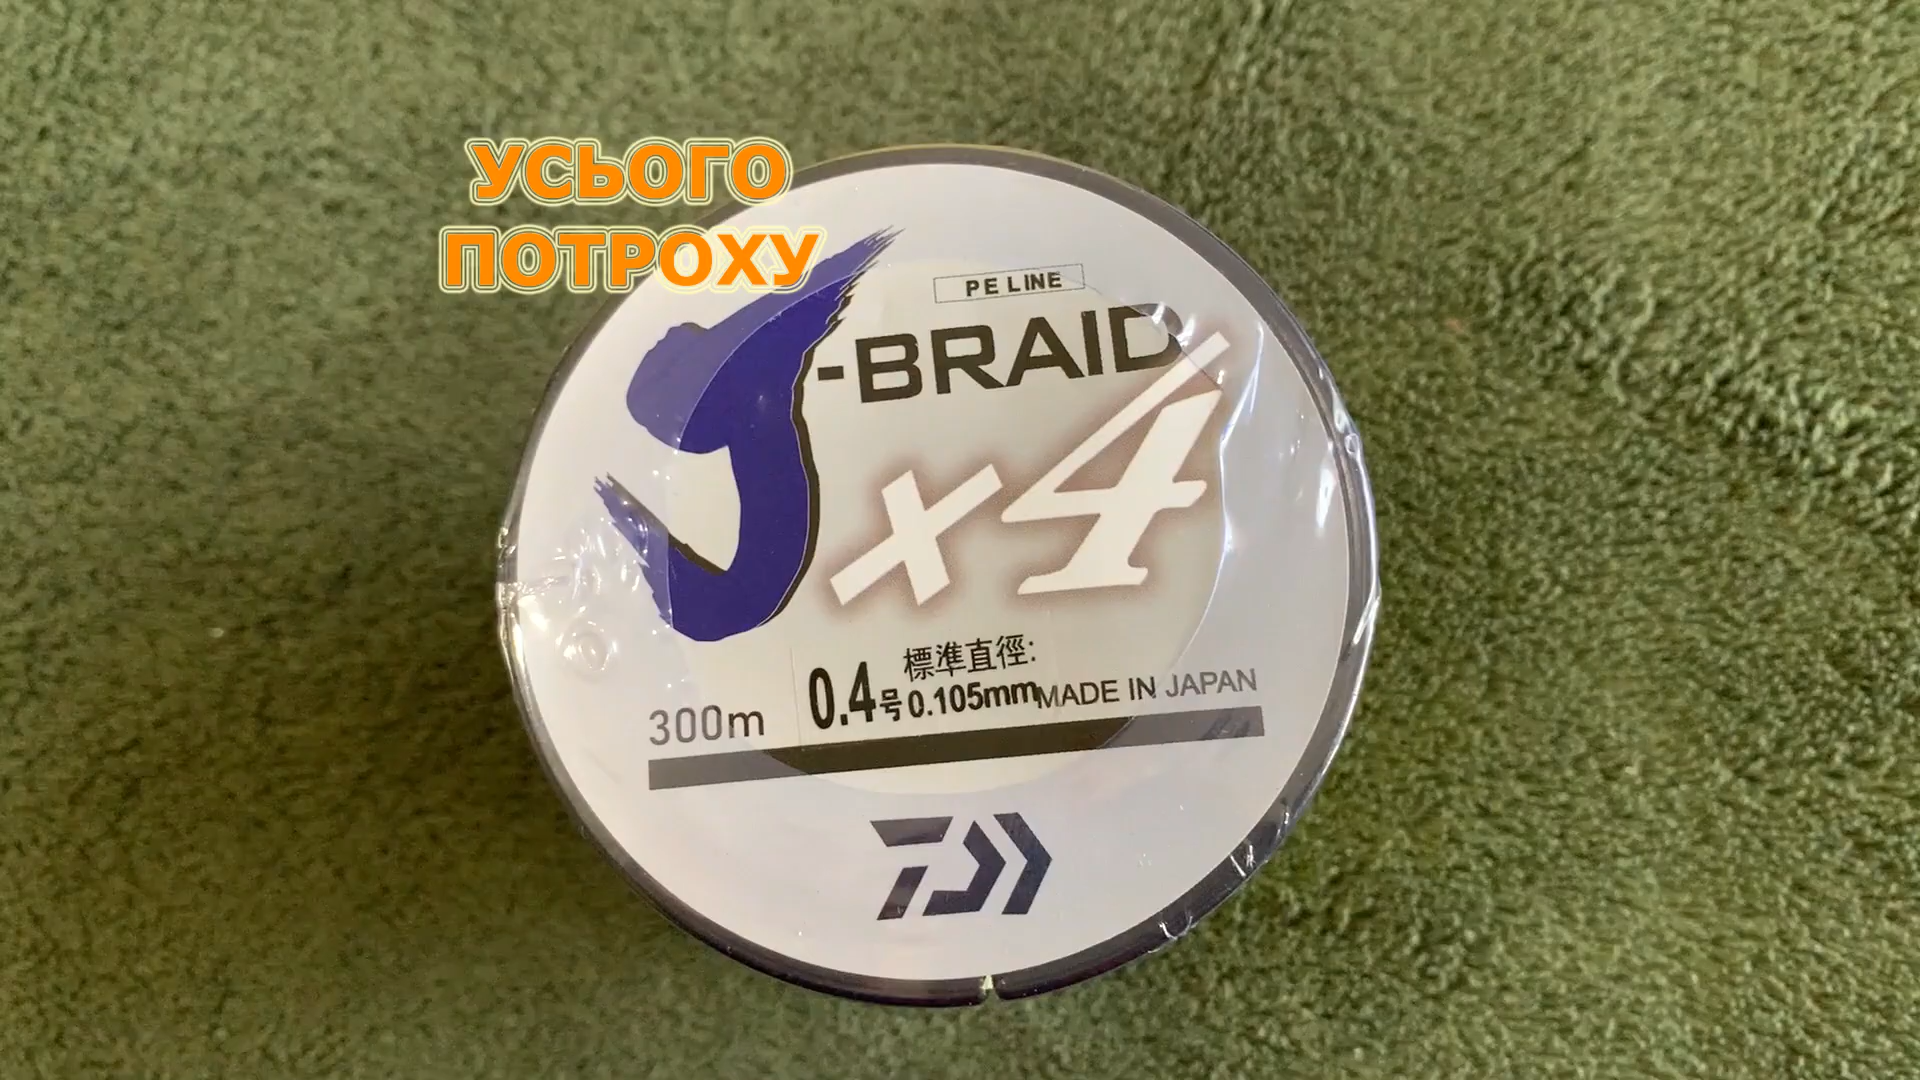 УСЬОГО
ПОТРОХУ
PE LINE
J-BRAID
x4
標準直徑:
0.4号0.105mm
300m
MADE IN JAPAN